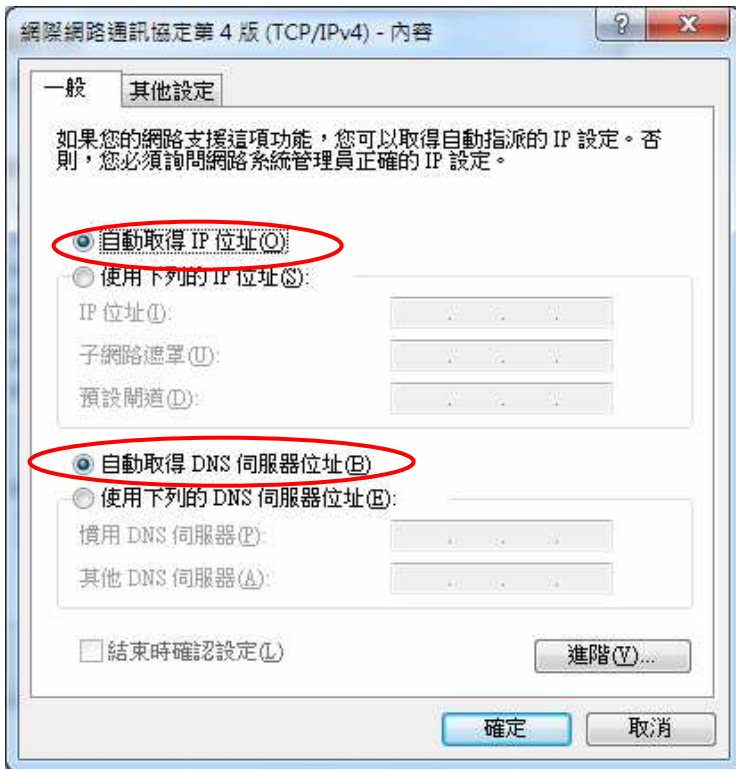 網際網路通訊協定第 4 版 (TCP/IPv4) - 內容
一般
其他設定
如果您的網路支援這項功能，您可以取得自動指派的 IP 設定。否
則，您必須詢問網路系統管理員正確的 IP 設定。
自動取得 IP 位址(O)
使用下列的 IP 位址(S):
IP 位址(I):
子網路遮罩(U):
預設閘道(D):
自動取得 DNS 伺服器位址(B)
使用下列的 DNS 伺服器位址(E):
慣用 DNS 伺服器(P):
其他 DNS 伺服器(A):
結束時確認設定(L)
進階(V)...
確定
取消